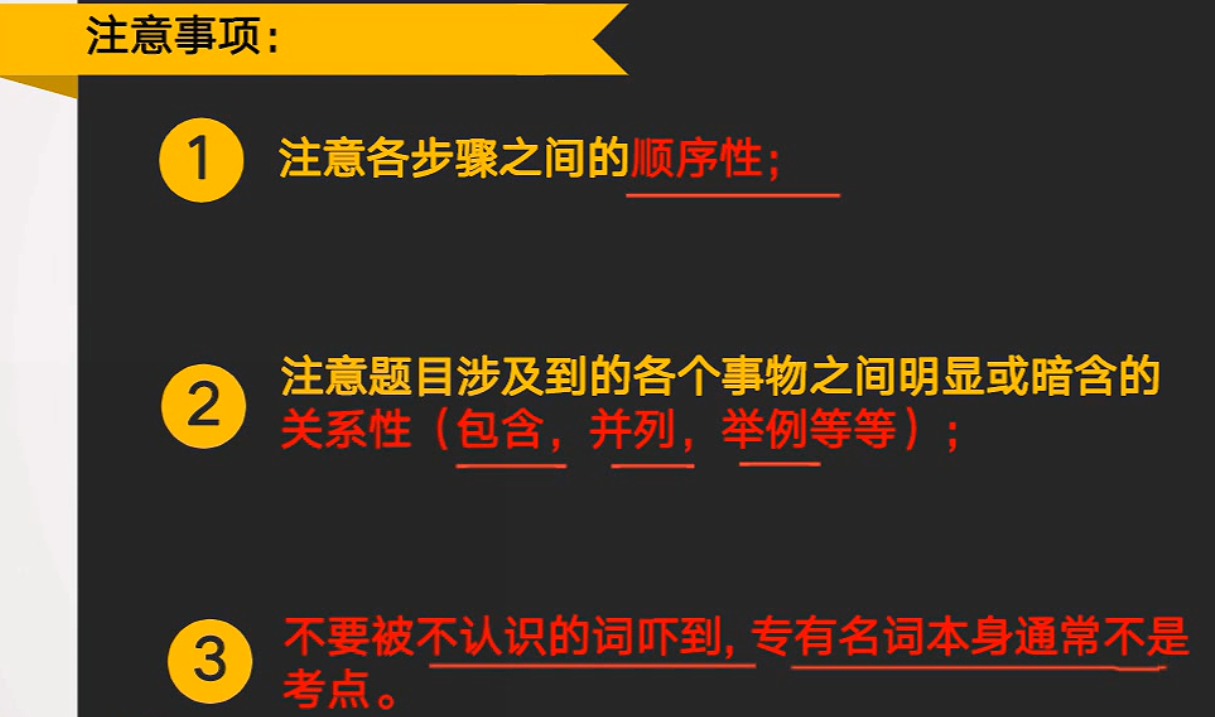 注意事项：
1 注意各步骤之间的顺序性；
2 注意题目涉及到的各个事物之间明显或暗含的
关系性（包含，并列，举例等等）；
3 不要被不认识的词吓到，专有名词本身通常不是
考点。